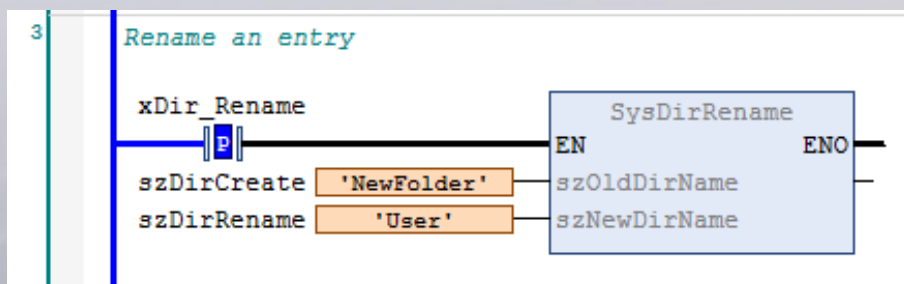 3
Rename an entry
xDir_Rename
SysDirRename
P
EN ENO
szDirCreate 'NewFolder' szOldDirName
szDirRename 'User' szNewDirName